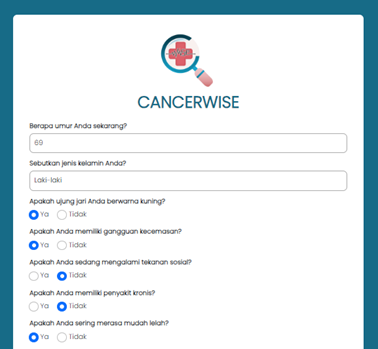 CANCERWISE
Berapa umur Anda sekarang?
69
Sebutkan jenis kelamin Anda?
Laki-laki
Apakah ujung jari Anda berwarna kuning?
Ya Tidak
Apakah Anda memiliki gangguan kecemasan?
Ya Tidak
Apakah Anda sedang mengalami tekanan sosial?
Ya Tidak
Apakah Anda memiliki penyakit kronis?
Ya Tidak
Apakah Anda sering merasa mudah lelah?
Ya Tidak